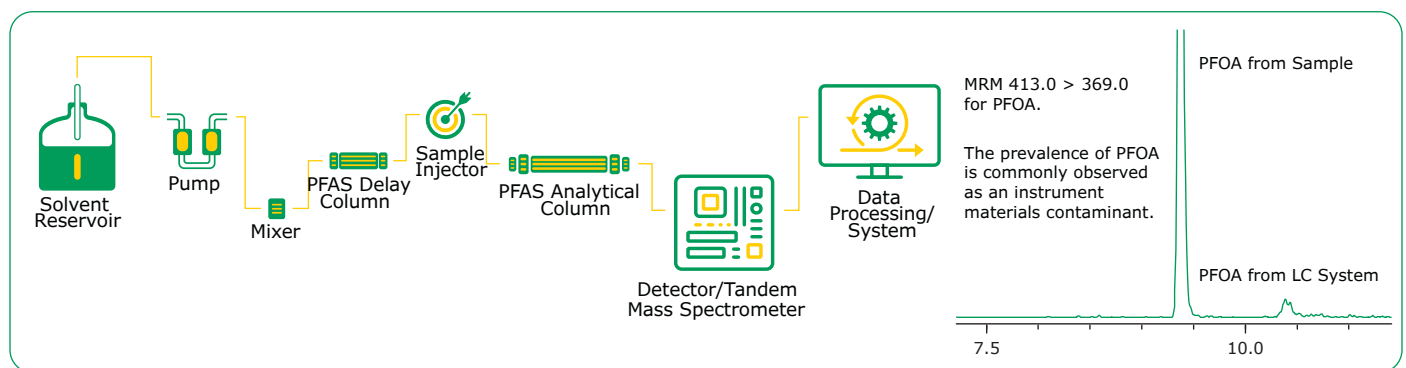 Solvent
Reservoir
Pump
Mixer
PFAS Delay
Column
Sample
Injector
PFAS Analytical
Column
Detector/Tandem
Mass Spectrometer
Data
Processing/
System
MRM 413.0 > 369.0
for PFOA.
The prevalence of PFOA
is commonly observed
as an instrument
materials contaminant.
PFOA from Sample
PFOA from LC System
7.5
10.0